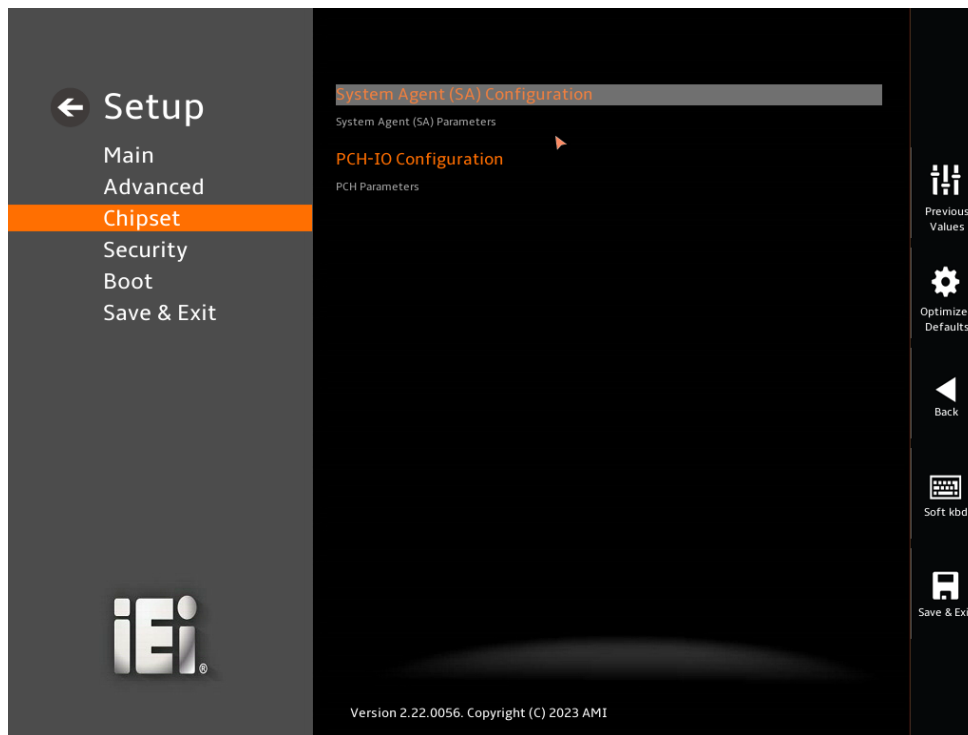 Setup
Main
Advanced
Chipset
Security
Boot
Save & Exit
iEi®
System Agent (SA) Configuration
System Agent (SA) Parameters
PCH-IO Configuration
PCH Parameters
Version 2.22.0056. Copyright (C) 2023 AMI
Previous
Values
Optimize
Defaults
Back
Soft kbd
Save & Exi